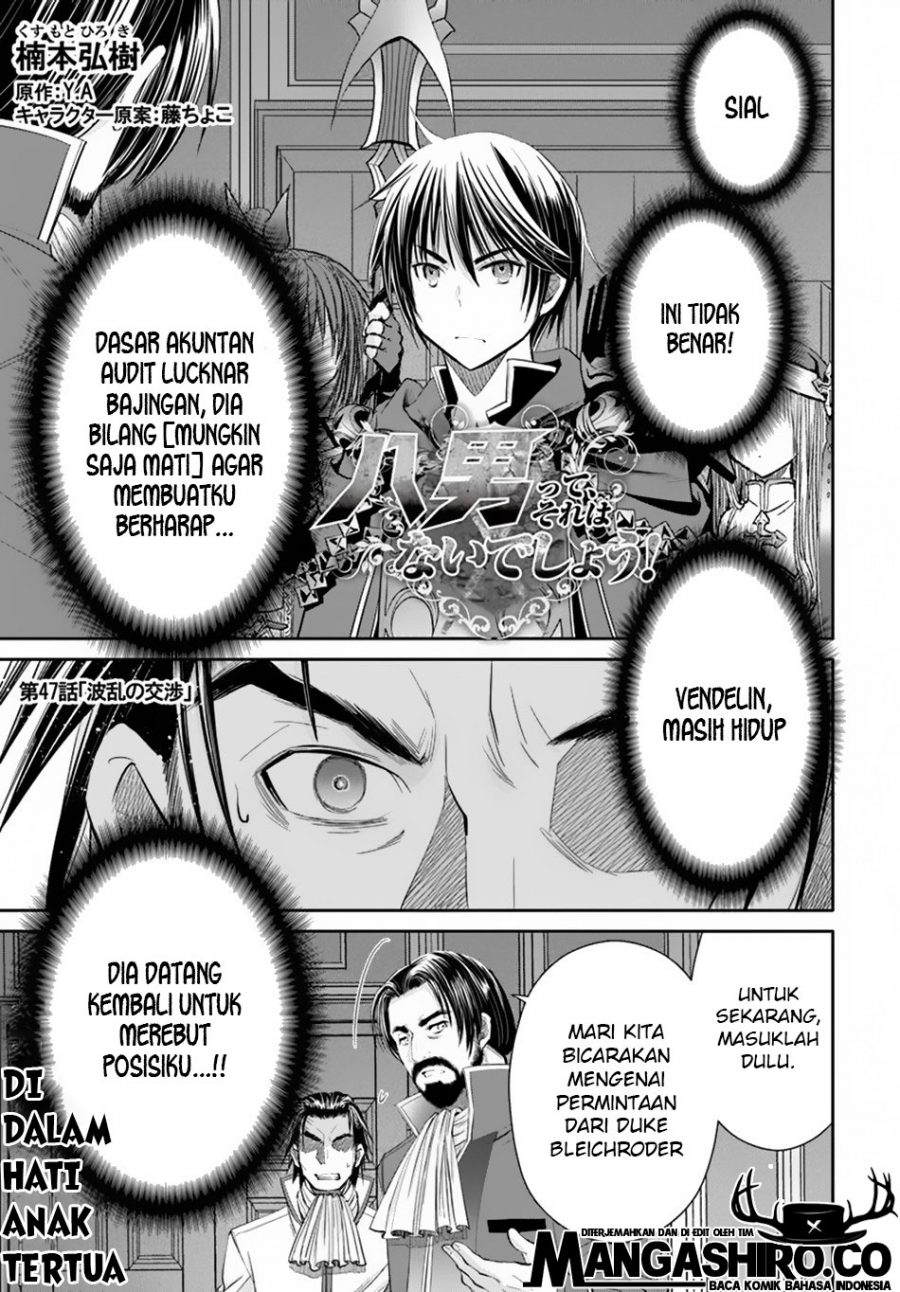 くすもとひろき
楠本弘樹
原作:Y.A
キャラクター原案:藤ちょこ
SIAL
INI TIDAK
BENAR!
DASAR AKUNTAN
AUDIT LUCKNAR
BAJINGAN, DIA
BILANG [MUNGKIN
SAJA MATI] AGAR
MEMBUATKU
BERHARAP...
八男って、
それは
ないでしょう!
第47話「波乱の交渉」
VENDELIN,
MASIH HIDUP
DIA DATANG
KEMBALI UNTUK
MEREBUT
POSISIKU...!!
UNTUK
SEKARANG,
MASUKLAH
DULU.
MARI KITA
BICARAKAN
MENGENAI
PERMINTAAN
DARI DUKE
BLEICHRODER
DI
DALAM
HATI
ANAK
TERTUA
DITERJEMAHKAN DAN DI EDIT OLEH TIM
MANGASHIRO.CO
BACA KOMIK BAHASA INDONESIA